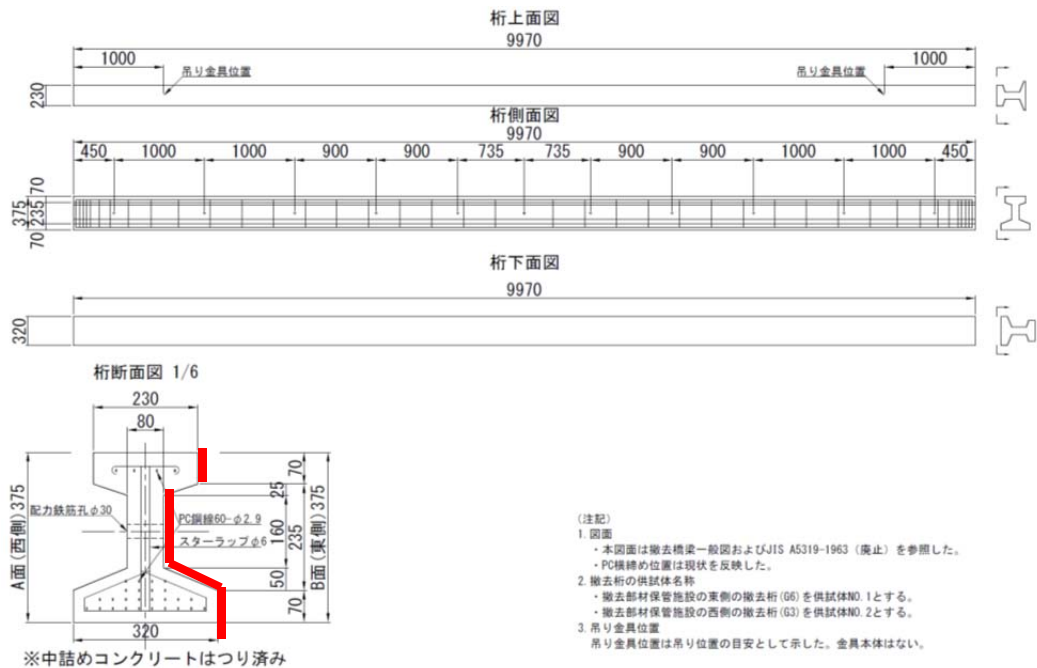 桁上面図
9970
1000
1000
吊り金具位置
吊り金具位置
230
桁側面図
9970
450 1000 1000 900 900 735 735 900 900 1000 1000 450
70
375
235
70
桁下面図
9970
320
桁断面図 1/6
230
80
A面(西側) 375
配力鉄筋孔φ30
PC鋼線60-φ2.9
スターラップφ6
70
25
160
235
50
70
B面(東側) 375
320
※中詰めコンクリートはつり済み
(注記)
1. 図面
・本図面は撤去橋梁一般図およびJIS A5319-1963（廃止）を参照した。
・PC横締め位置は現状を反映した。
2. 撤去桁の供試体名称
・撤去部材保管施設の東側の撤去桁(G6)を供試体NO.1とする。
・撤去部材保管施設の西側の撤去桁(G3)を供試体NO.2とする。
3. 吊り金具位置
吊り金具位置は吊り位置の目安として示した。金具本体はない。